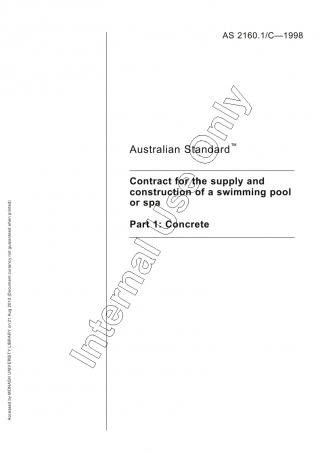 AS 2160.1/C—1998
Australian Standard™
Contract for the supply and
construction of a swimming pool
or spa
Part 1: Concrete
Internal Use Only
Accessed by MONASH UNIVERSITY LIBRARY on 21 Aug 2013 (Document currency not guaranteed when printed)